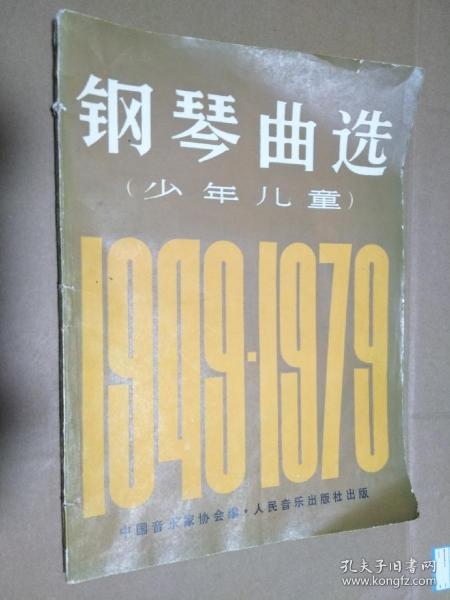 钢琴曲选
(少年儿童)
1949·1979
中国音乐家协会编·人民音乐出版社出版
孔夫子旧书网
www.kongfz.com